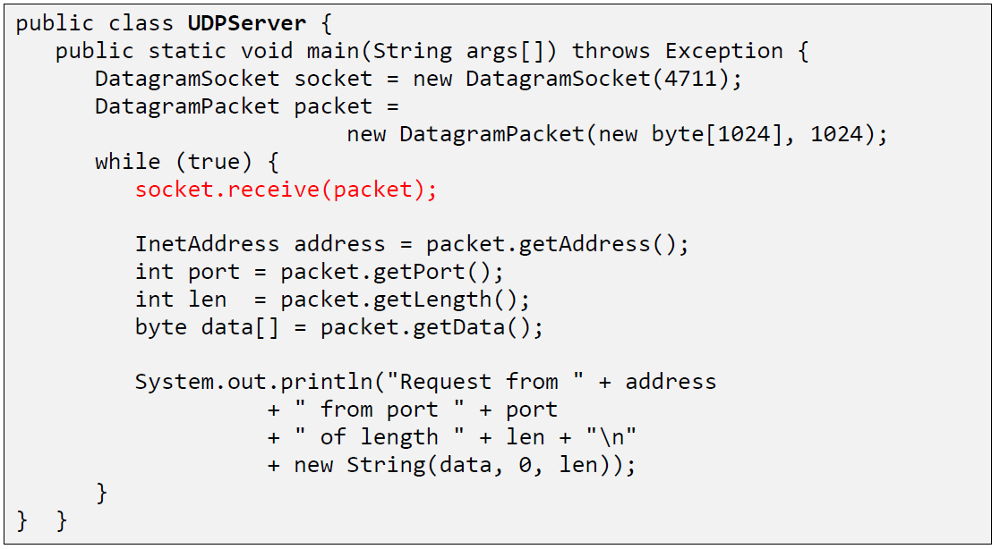 public class UDPServer {
   public static void main(String args[]) throws Exception {
      DatagramSocket socket = new DatagramSocket(4711);
      DatagramPacket packet =
                         new DatagramPacket(new byte[1024], 1024);
      while (true) {
         socket.receive(packet);

         InetAddress address = packet.getAddress();
         int port = packet.getPort();
         int len  = packet.getLength();
         byte data[] = packet.getData();

         System.out.println("Request from " + address
                   + " from port " + port
                   + " of length " + len + "\n"
                   + new String(data, 0, len));
      }
}  }